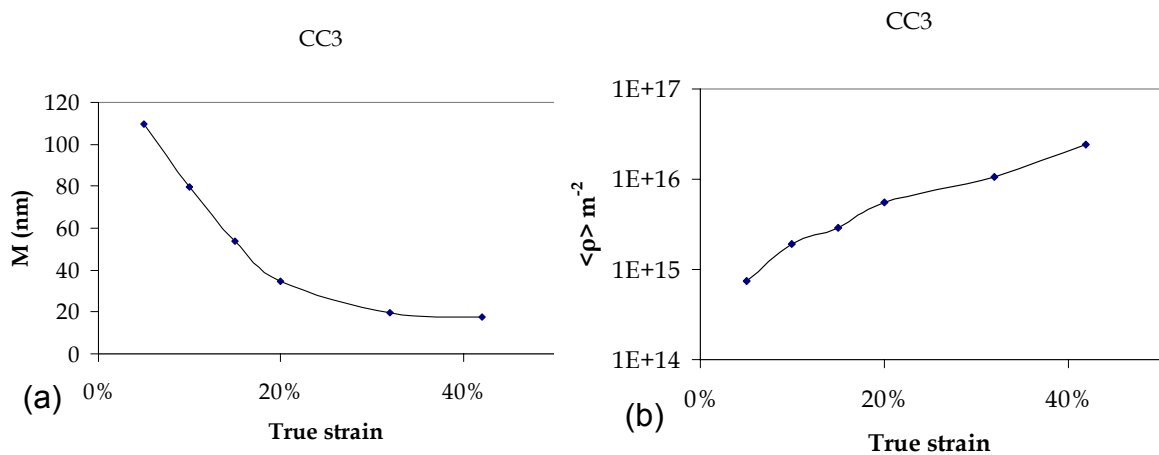 CC3
120
100
80
60
40
20
0
M (nm)
0%
20%
40%
True strain
(a)
CC3
1E+17
1E+16
1E+15
1E+14
<ρ> m⁻²
0%
20%
40%
True strain
(b)